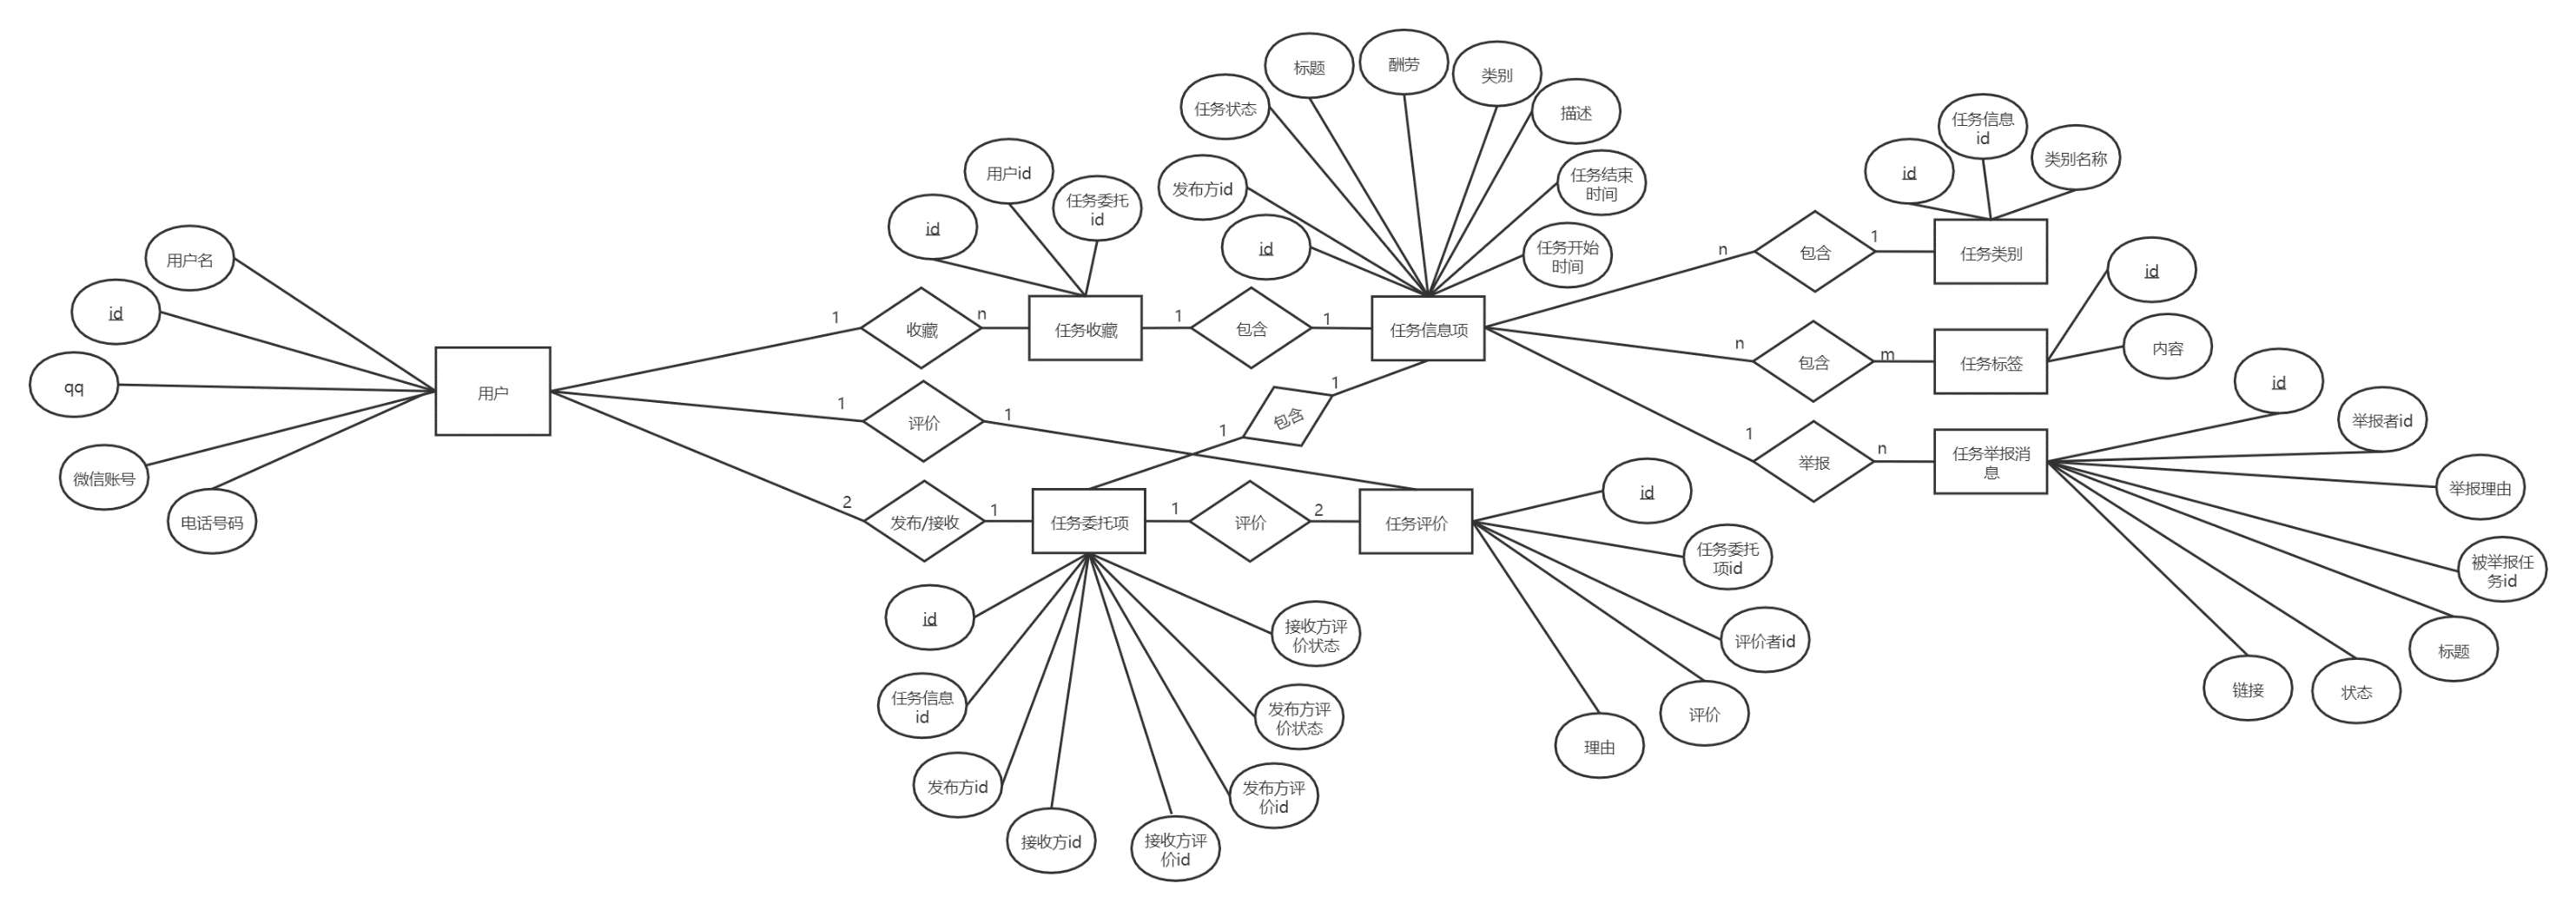 用户名
id
qq
微信账号
电话号码
用户
1
收藏
n
1
评价
1
2
发布/接收
1
id
用户id
任务委托
id
任务收藏
1
包含
1
任务状态
标题
酬劳
类别
描述
发布方id
id
任务结束
时间
任务开始
时间
任务信息项
1
包含
1
任务委托项
1
评价
2
任务评价
id
任务信息
id
发布方id
接收方id
接收方评
价id
发布方评
价id
发布方评
价状态
接收方评
价状态
id
任务委托
项id
评价者id
评价
理由
n
包含
1
任务类别
id
任务信息
id
类别名称
n
包含
m
任务标签
id
内容
1
举报
n
任务举报消
息
id
举报者id
举报理由
被举报任
务id
标题
状态
链接